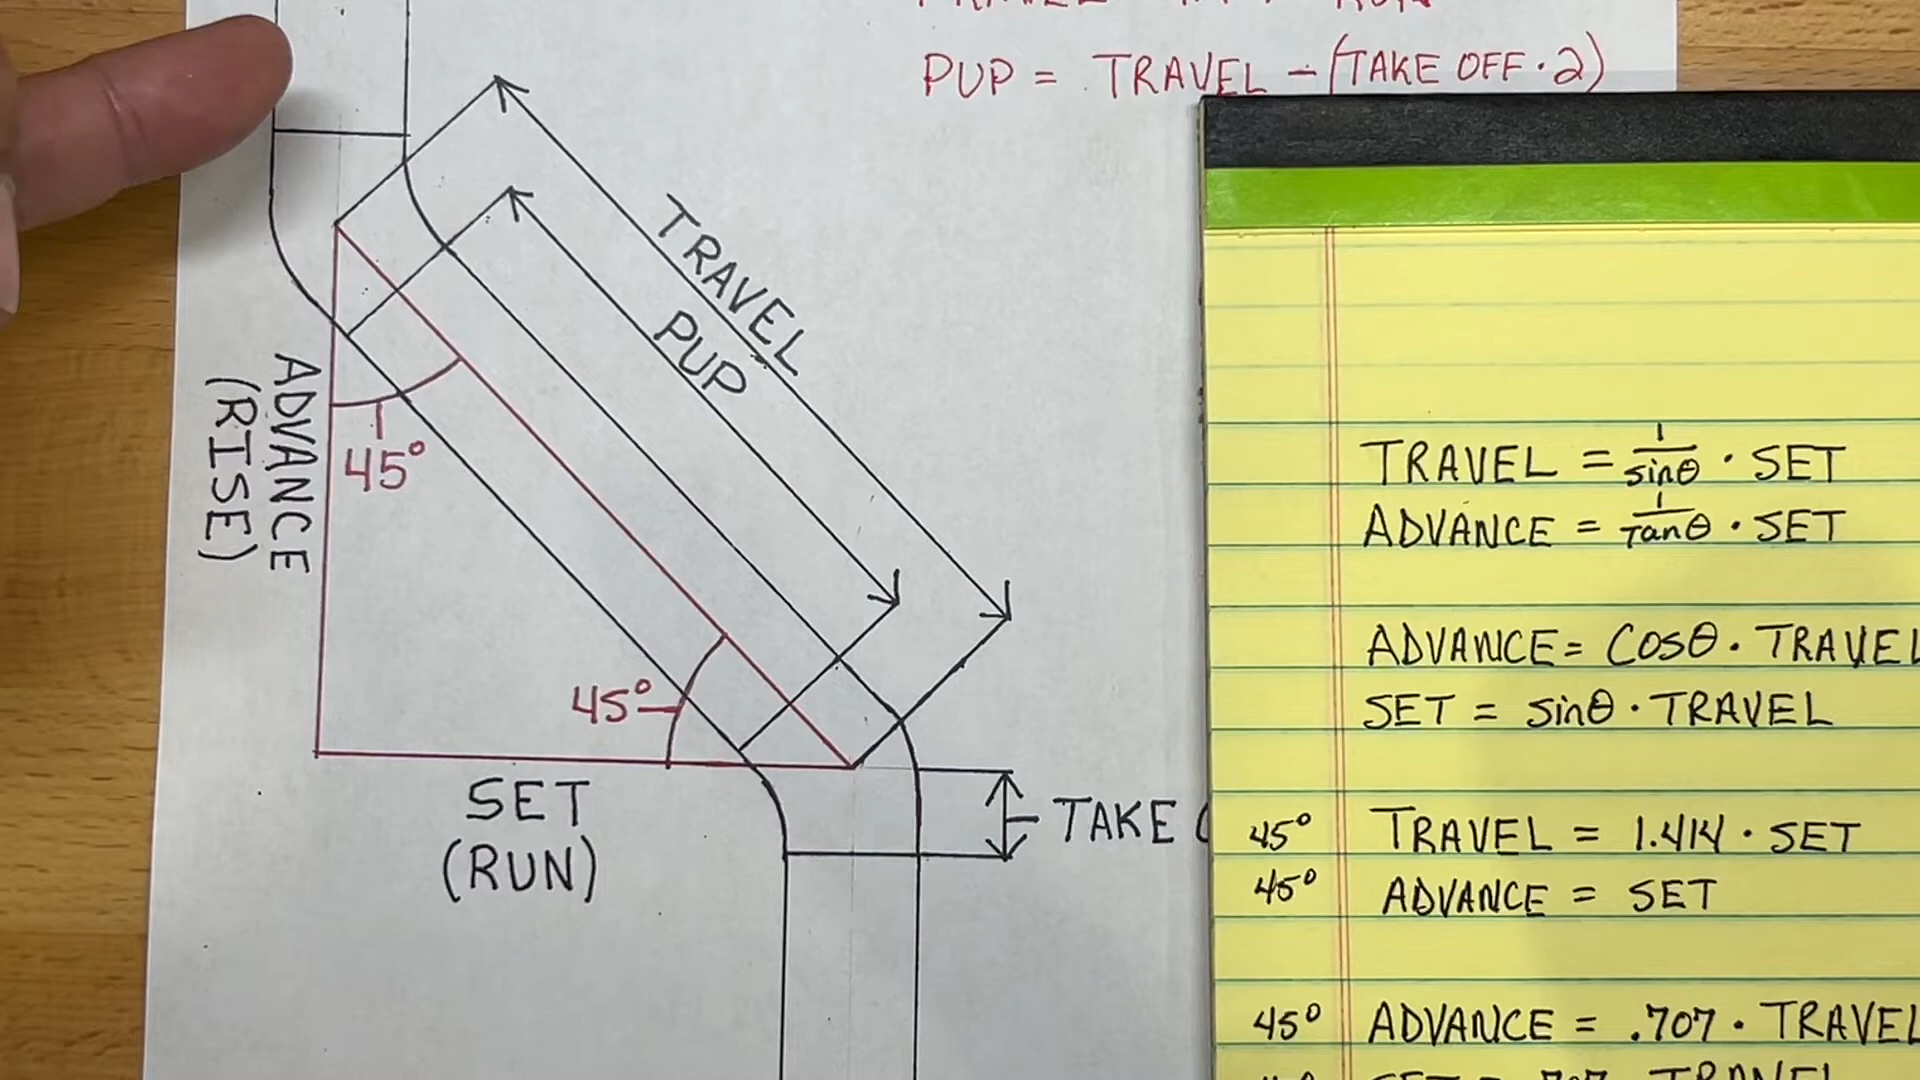 PUP = TRAVEL - (TAKE OFF · 2)
TRAVEL
PUP
ADVANCE
(RISE)
45°
45°
SET
(RUN)
TAKE
TRAVEL = 1/sinθ · SET
ADVANCE = 1/Tanθ · SET
ADVANCE = COSθ · TRAVEL
SET = sinθ · TRAVEL
45° TRAVEL = 1.414 · SET
45° ADVANCE = SET
45° ADVANCE = .707 · TRAVEL